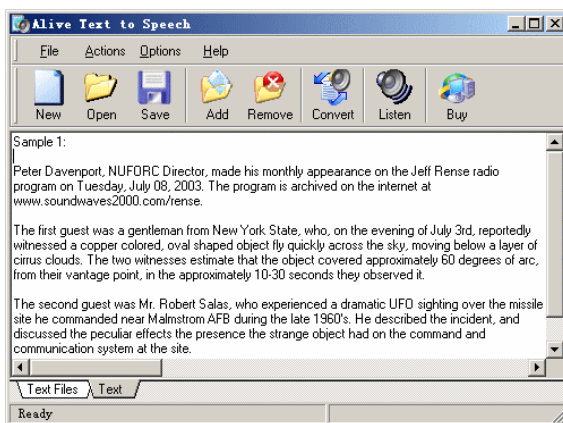 Alive Text to Speech
File Actions Options Help
New Open Save Add Remove Convert Listen Buy
Sample 1:
Peter Davenport, NUFORC Director, made his monthly appearance on the Jeff Rense radio
program on Tuesday, July 08, 2003. The program is archived on the internet at
www.soundwaves2000.com/rense.
The first guest was a gentleman from New York State, who, on the evening of July 3rd, reportedly
witnessed a copper colored, oval shaped object fly quickly across the sky, moving below a layer of
cirrus clouds. The two witnesses estimate that the object covered approximately 60 degrees of arc,
from their vantage point, in the approximately 10-30 seconds they observed it.
The second guest was Mr. Robert Salas, who experienced a dramatic UFO sighting over the missile
site he commanded near Malmstrom AFB during the late 1960's. He described the incident, and
discussed the peculiar effects the presence the strange object had on the command and
communication system at the site.
Text Files Text
Ready